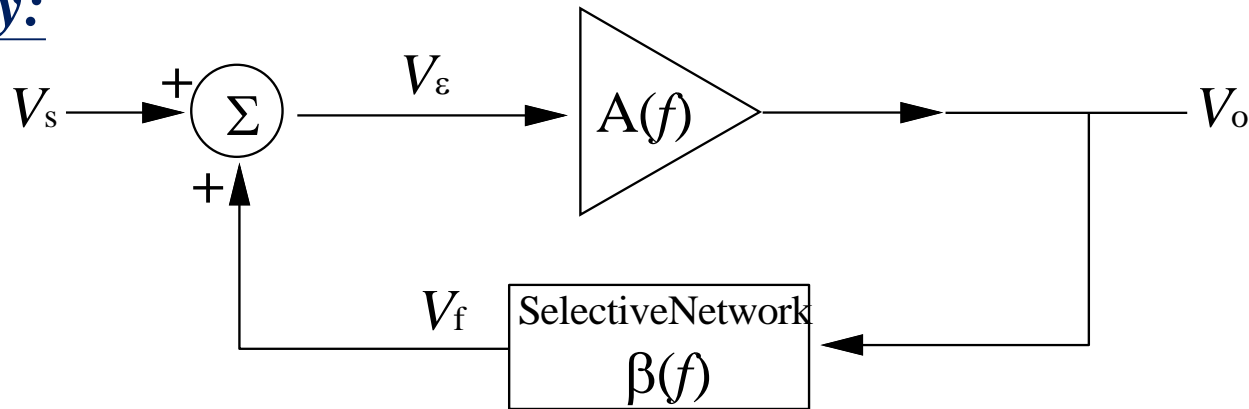 y:
+
Vs
Σ
Vε
A(f)
Vo
+
Vf
SelectiveNetwork
β(f)